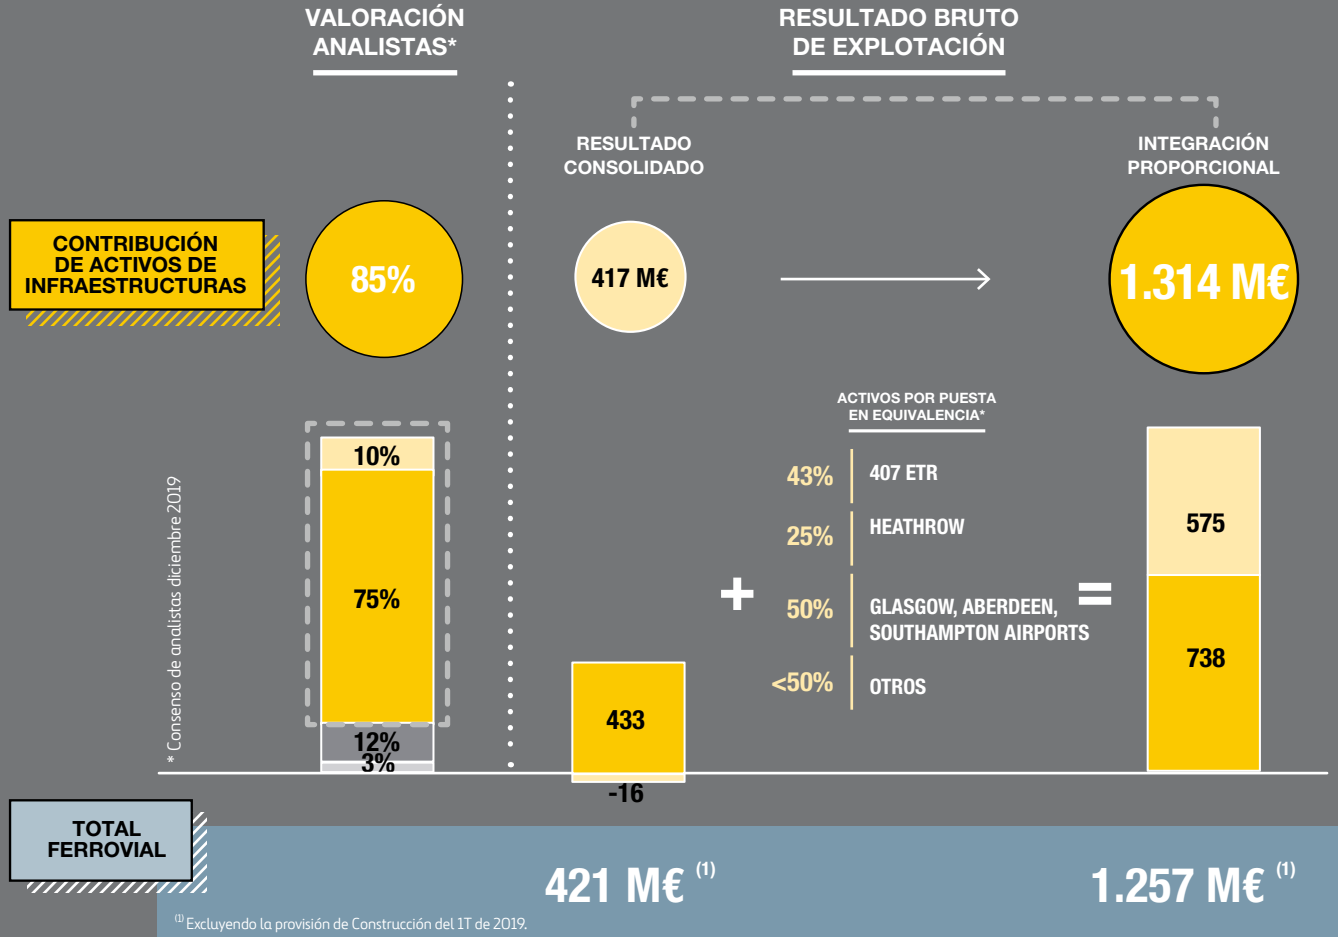 VALORACIÓN
ANALISTAS*
RESULTADO BRUTO
DE EXPLOTACIÓN
RESULTADO
CONSOLIDADO
INTEGRACIÓN
PROPORCIONAL
CONTRIBUCIÓN
DE ACTIVOS DE
INFRAESTRUCTURAS
85%
417 M€
1.314 M€
ACTIVOS POR PUESTA
EN EQUIVALENCIA*
10%
75%
12%
3%
* Consenso de analistas diciembre 2019
433
-16
+
43%
407 ETR
25%
HEATHROW
50%
GLASGOW, ABERDEEN,
SOUTHAMPTON AIRPORTS
<50%
OTROS
=
575
738
TOTAL
FERROVIAL
421 M€ (1)
1.257 M€ (1)
(1) Excluyendo la provisión de Construcción del 1T de 2019.